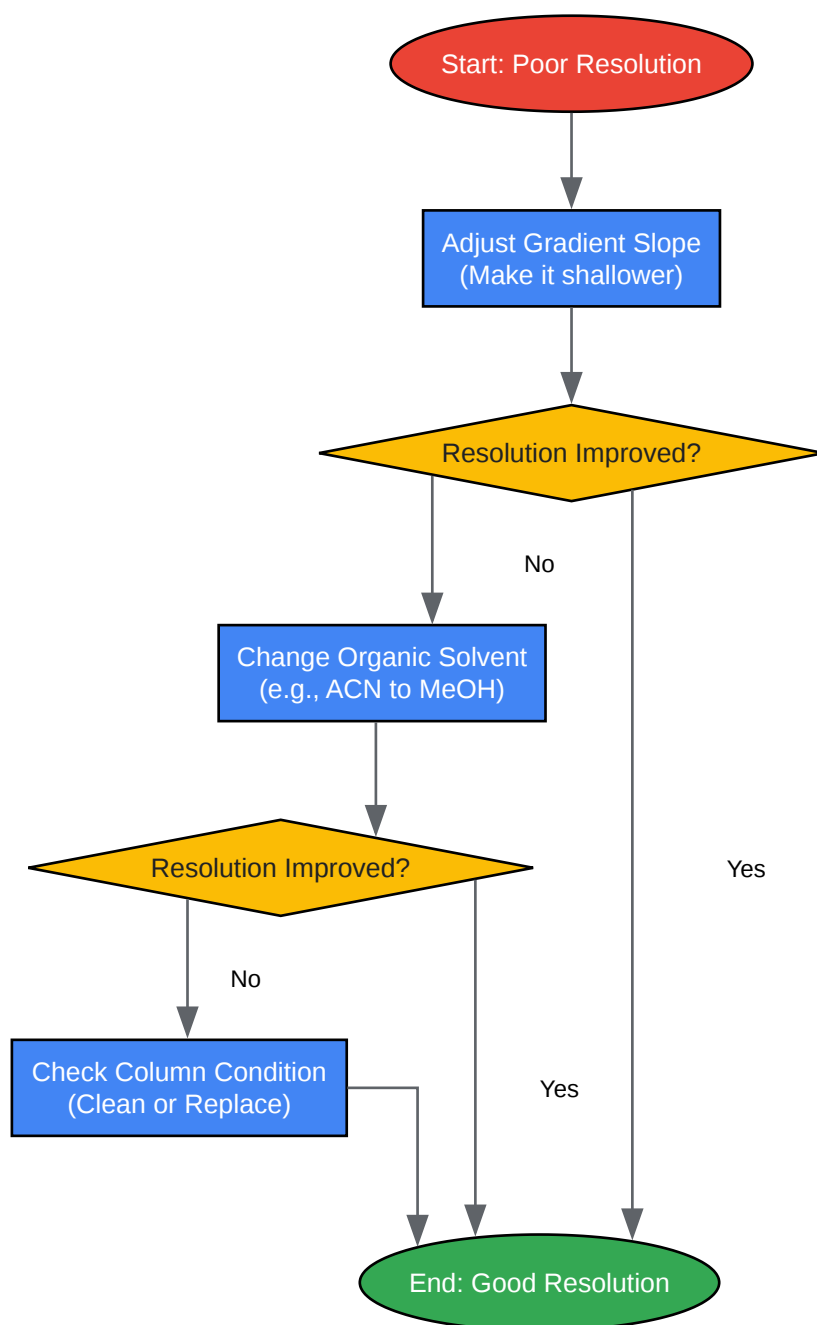 Start: Poor Resolution
Adjust Gradient Slope
(Make it shallower)
Resolution Improved?
No
Change Organic Solvent
(e.g., ACN to MeOH)
Resolution Improved?
Yes
No
Check Column Condition
(Clean or Replace)
Yes
End: Good Resolution